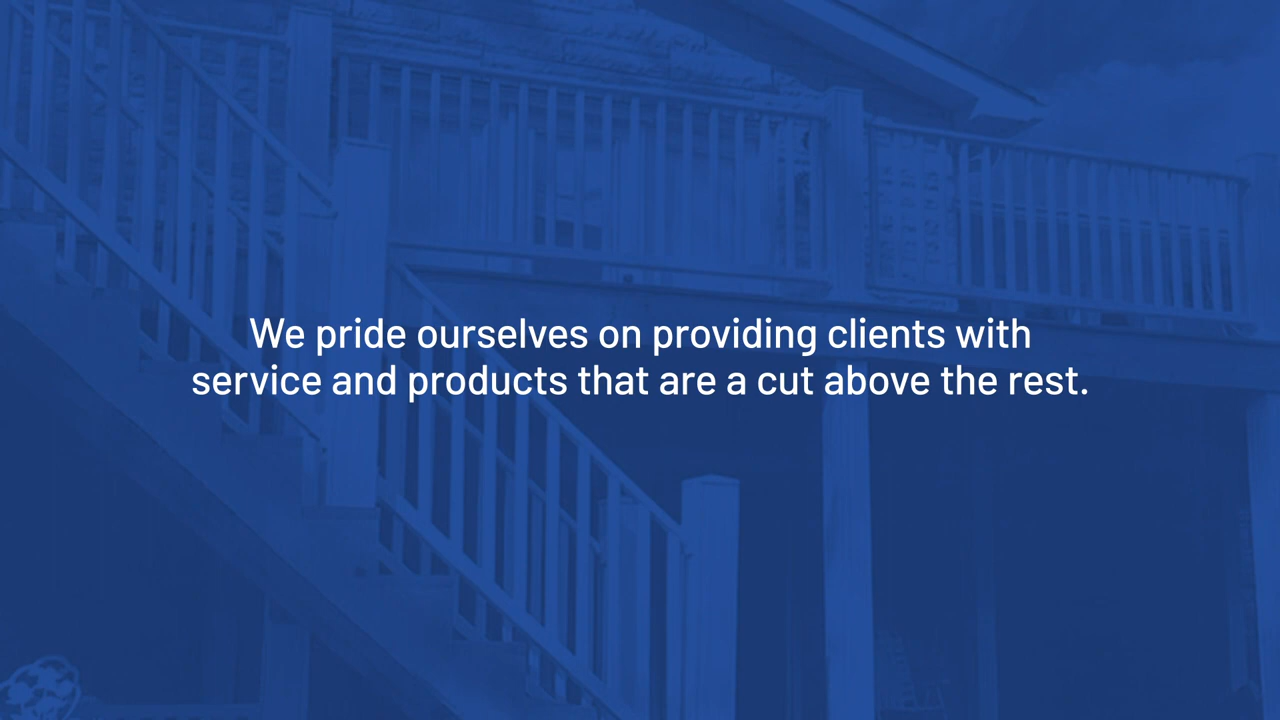 We pride ourselves on providing clients with
service and products that are a cut above the rest.